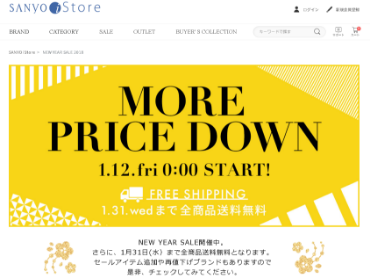 SANYO iStore
ログイン
新規会員登録
BRAND CATEGORY SALE OUTLET BUYER'S COLLECTION
キーワードで検索
SANYO iStore > NEW YEAR SALE 2018
MORE
PRICE DOWN
1.12.fri 0:00 START!
FREE SHIPPING
1.31.wedまで全商品送料無料
NEW YEAR SALE開催中。
さらに、1月31日(水)まで全商品送料無料となります。
セールアイテム追加や再値下げブランドもありますので
是非、チェックしてみてください。